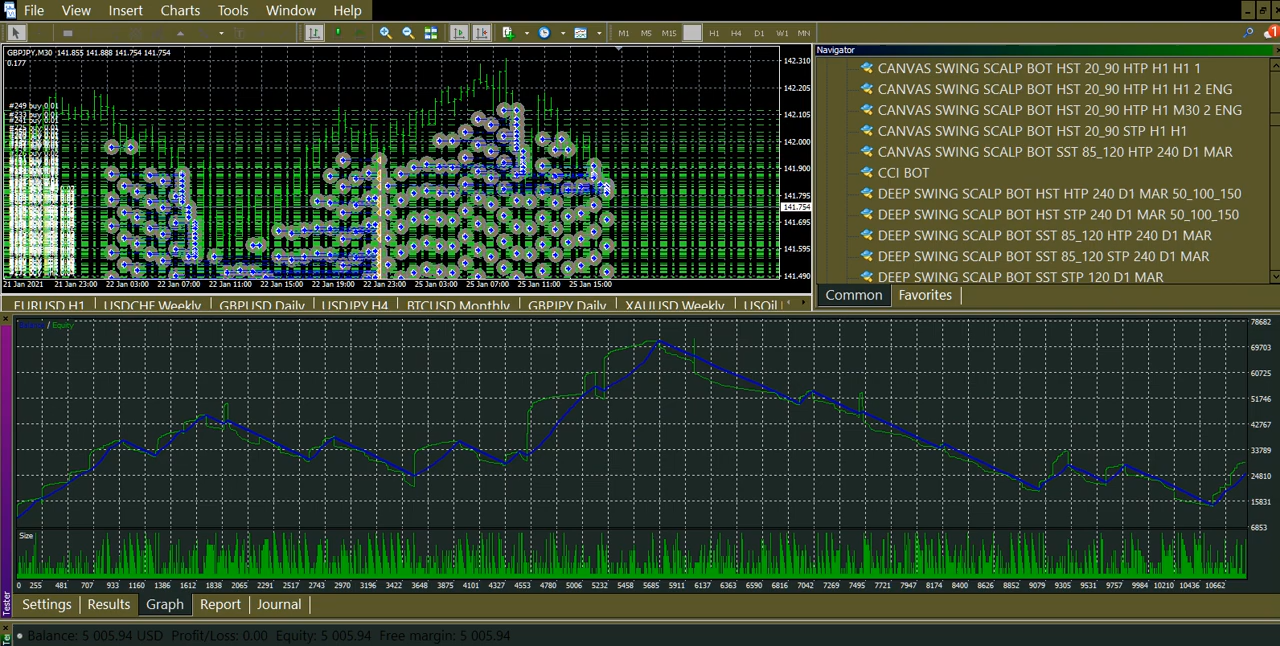 File View Insert Charts Tools Window Help
M1 M5 M15 H1 H4 D1 W1 MN
1
GBPJPY,M30 141.855 141.888 141.754 141.754
0.177
#249 buy 0.01
142.310
142.205
142.105
142.000
141.900
141.795
141.754
141.695
141.595
141.490
21 Jan 2021 21 Jan 23:00 22 Jan 03:00 22 Jan 07:00 22 Jan 11:00 22 Jan 15:00 22 Jan 19:00 22 Jan 23:00 25 Jan 03:00 25 Jan 07:00 25 Jan 11:00 25 Jan 15:00
EURUSD H1 USDCHF Weekly GBPUSD Daily USDJPY H4 BTCUSD Monthly GBPJPY Daily XAUUSD Weekly USOil
Navigator
CANVAS SWING SCALP BOT HST 20_90 HTP H1 H1 1
CANVAS SWING SCALP BOT HST 20_90 HTP H1 H1 2 ENG
CANVAS SWING SCALP BOT HST 20_90 HTP H1 M30 2 ENG
CANVAS SWING SCALP BOT HST 20_90 STP H1 H1
CANVAS SWING SCALP BOT SST 85_120 HTP 240 D1 MAR
CCI BOT
DEEP SWING SCALP BOT HST HTP 240 D1 MAR 50_100_150
DEEP SWING SCALP BOT HST STP 240 D1 MAR 50_100_150
DEEP SWING SCALP BOT SST 85_120 HTP 240 D1 MAR
DEEP SWING SCALP BOT SST 85_120 STP 240 D1 MAR
DEEP SWING SCALP BOT SST STP 120 D1 MAR
Common Favorites
/ Equity
78682
69703
60725
51746
42767
33789
24810
15831
6853
Size
0 255 481 707 933 1160 1386 1612 1838 2065 2291 2517 2743 2970 3196 3422 3648 3875 4101 4327 4553 4780 5006 5232 5458 5685 5911 6137 6363 6590 6816 7042 7269 7495 7721 7947 8174 8400 8626 8852 9079 9305 9531 9757 9984 10210 10436 10662
Tester
Settings Results Graph Report Journal
Balance: 5 005.94 USD Profit/Loss: 0.00 Equity: 5 005.94 Free margin: 5 005.94